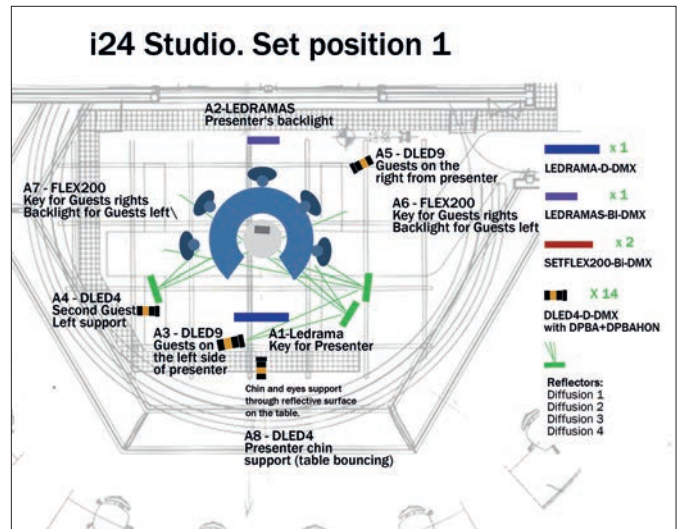 i24 Studio. Set position 1
A2-LEDRAMAS
Presenter's backlight
A5 - DLED9
Guests on the
right from presenter
A7 - FLEX200
Key for Guests rights
Backlight for Guests left\
A6 - FLEX200
Key for Guests rights
Backlight for Guests left
A4 - DLED4
Second Guest
Left support
A3 - DLED9
Guests on
the left side
of presenter
A1-Ledrama
Key for Presenter
Chin and eyes support
through reflective surface
on the table.
A8 - DLED4
Presenter chin
support (table bouncing)
x 1
LEDRAMA-D-DMX
x 1
LEDRAMAS-BI-DMX
x 2
SETFLEX200-Bi-DMX
X 14
DLED4-D-DMX
with DPBA+DPBAHON
Reflectors:
Diffusion 1
Diffusion 2
Diffusion 3
Diffusion 4